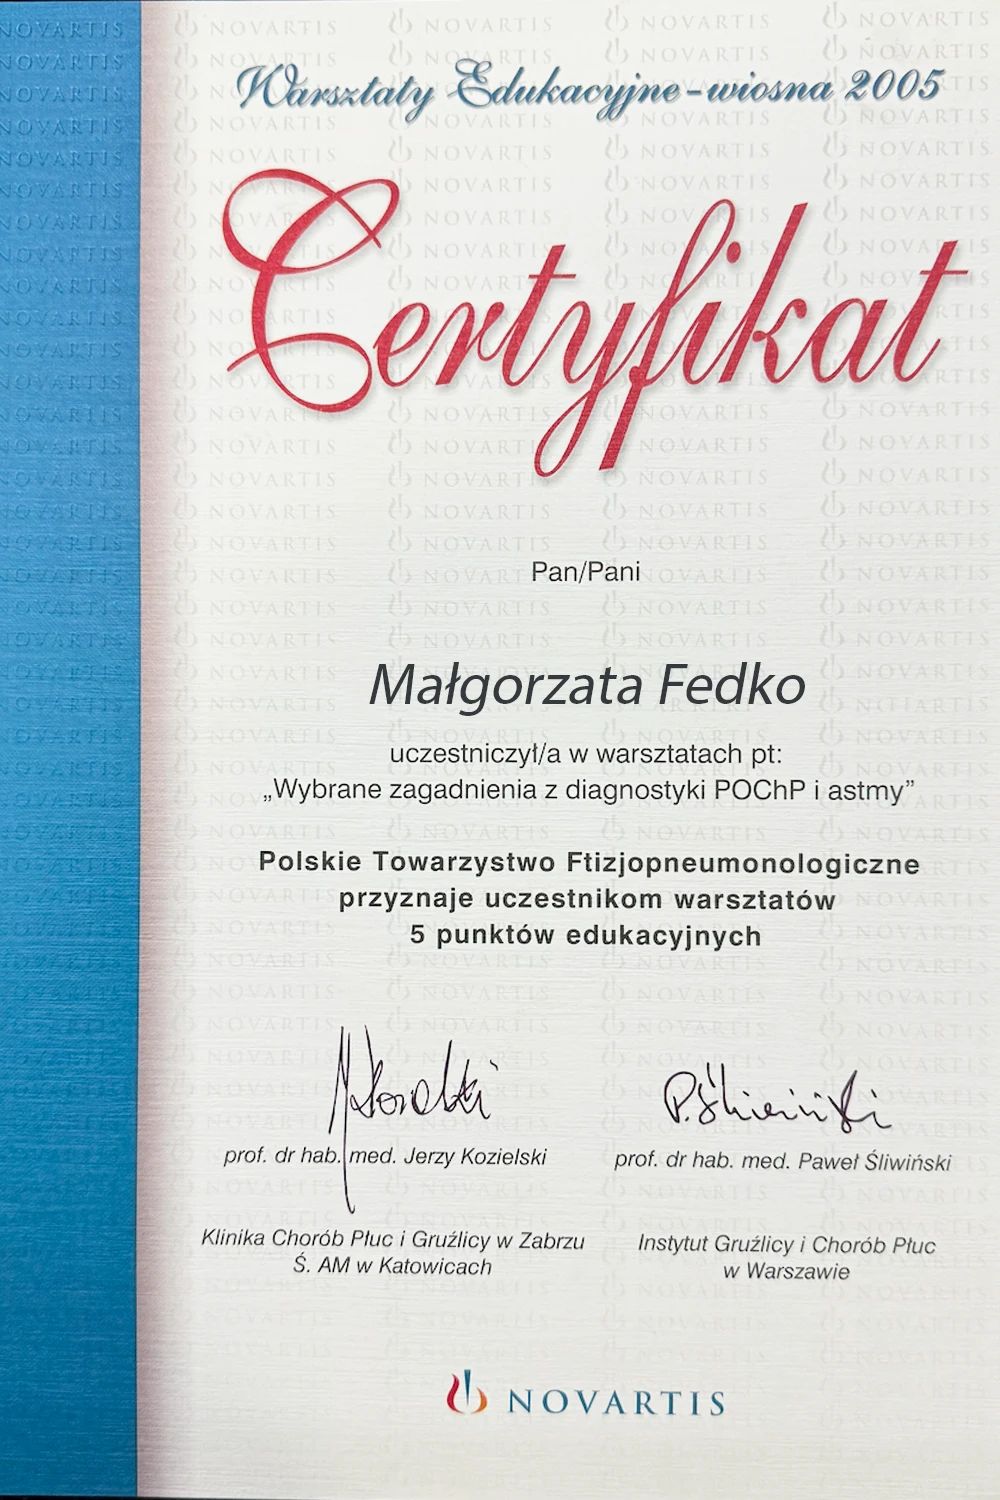 Warsztaty Edukacyjne-wiosna 2005
Certyfikat
Pan/Pani
Małgorzata Fedko
uczestniczył/a w warsztatach pt:
„Wybrane zagadnienia z diagnostyki POChP i astmy”
Polskie Towarzystwo Ftizjopneumonologiczne
przyznaje uczestnikom warsztatów
5 punktów edukacyjnych
P. Śliwiński
prof. dr hab. med. Jerzy Kozielski
prof. dr hab. med. Paweł Śliwiński
Klinika Chorób Płuc i Gruźlicy w Zabrzu
Ś. AM w Katowicach
Instytut Gruźlicy i Chorób Płuc
w Warszawie
NOVARTIS